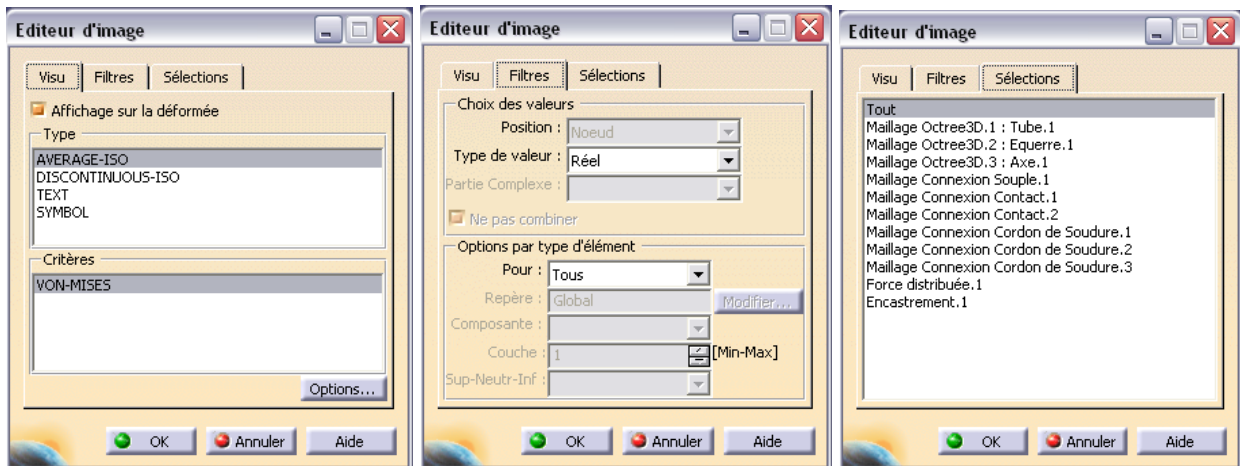 Editeur d'image
Visu Filtres Sélections
Affichage sur la déformée
Type
AVERAGE-ISO
DISCONTINUOUS-ISO
TEXT
SYMBOL
Critères
VON-MISES
Options...
OK Annuler Aide
Editeur d'image
Visu Filtres Sélections
Choix des valeurs
Position : Noeud
Type de valeur : Réel
Partie Complexe :
Ne pas combiner
Options par type d'élément
Pour : Tous
Repère : Global Modifier...
Composante :
Couche : 1 [Min-Max]
Sup-Neutr-Inf :
OK Annuler Aide
Editeur d'image
Visu Filtres Sélections
Tout
Maillage Octree3D.1 : Tube.1
Maillage Octree3D.2 : Equerre.1
Maillage Octree3D.3 : Axe.1
Maillage Connexion Souple.1
Maillage Connexion Contact.1
Maillage Connexion Contact.2
Maillage Connexion Cordon de Soudure.1
Maillage Connexion Cordon de Soudure.2
Maillage Connexion Cordon de Soudure.3
Force distribuée.1
Encastrement.1
OK Annuler Aide